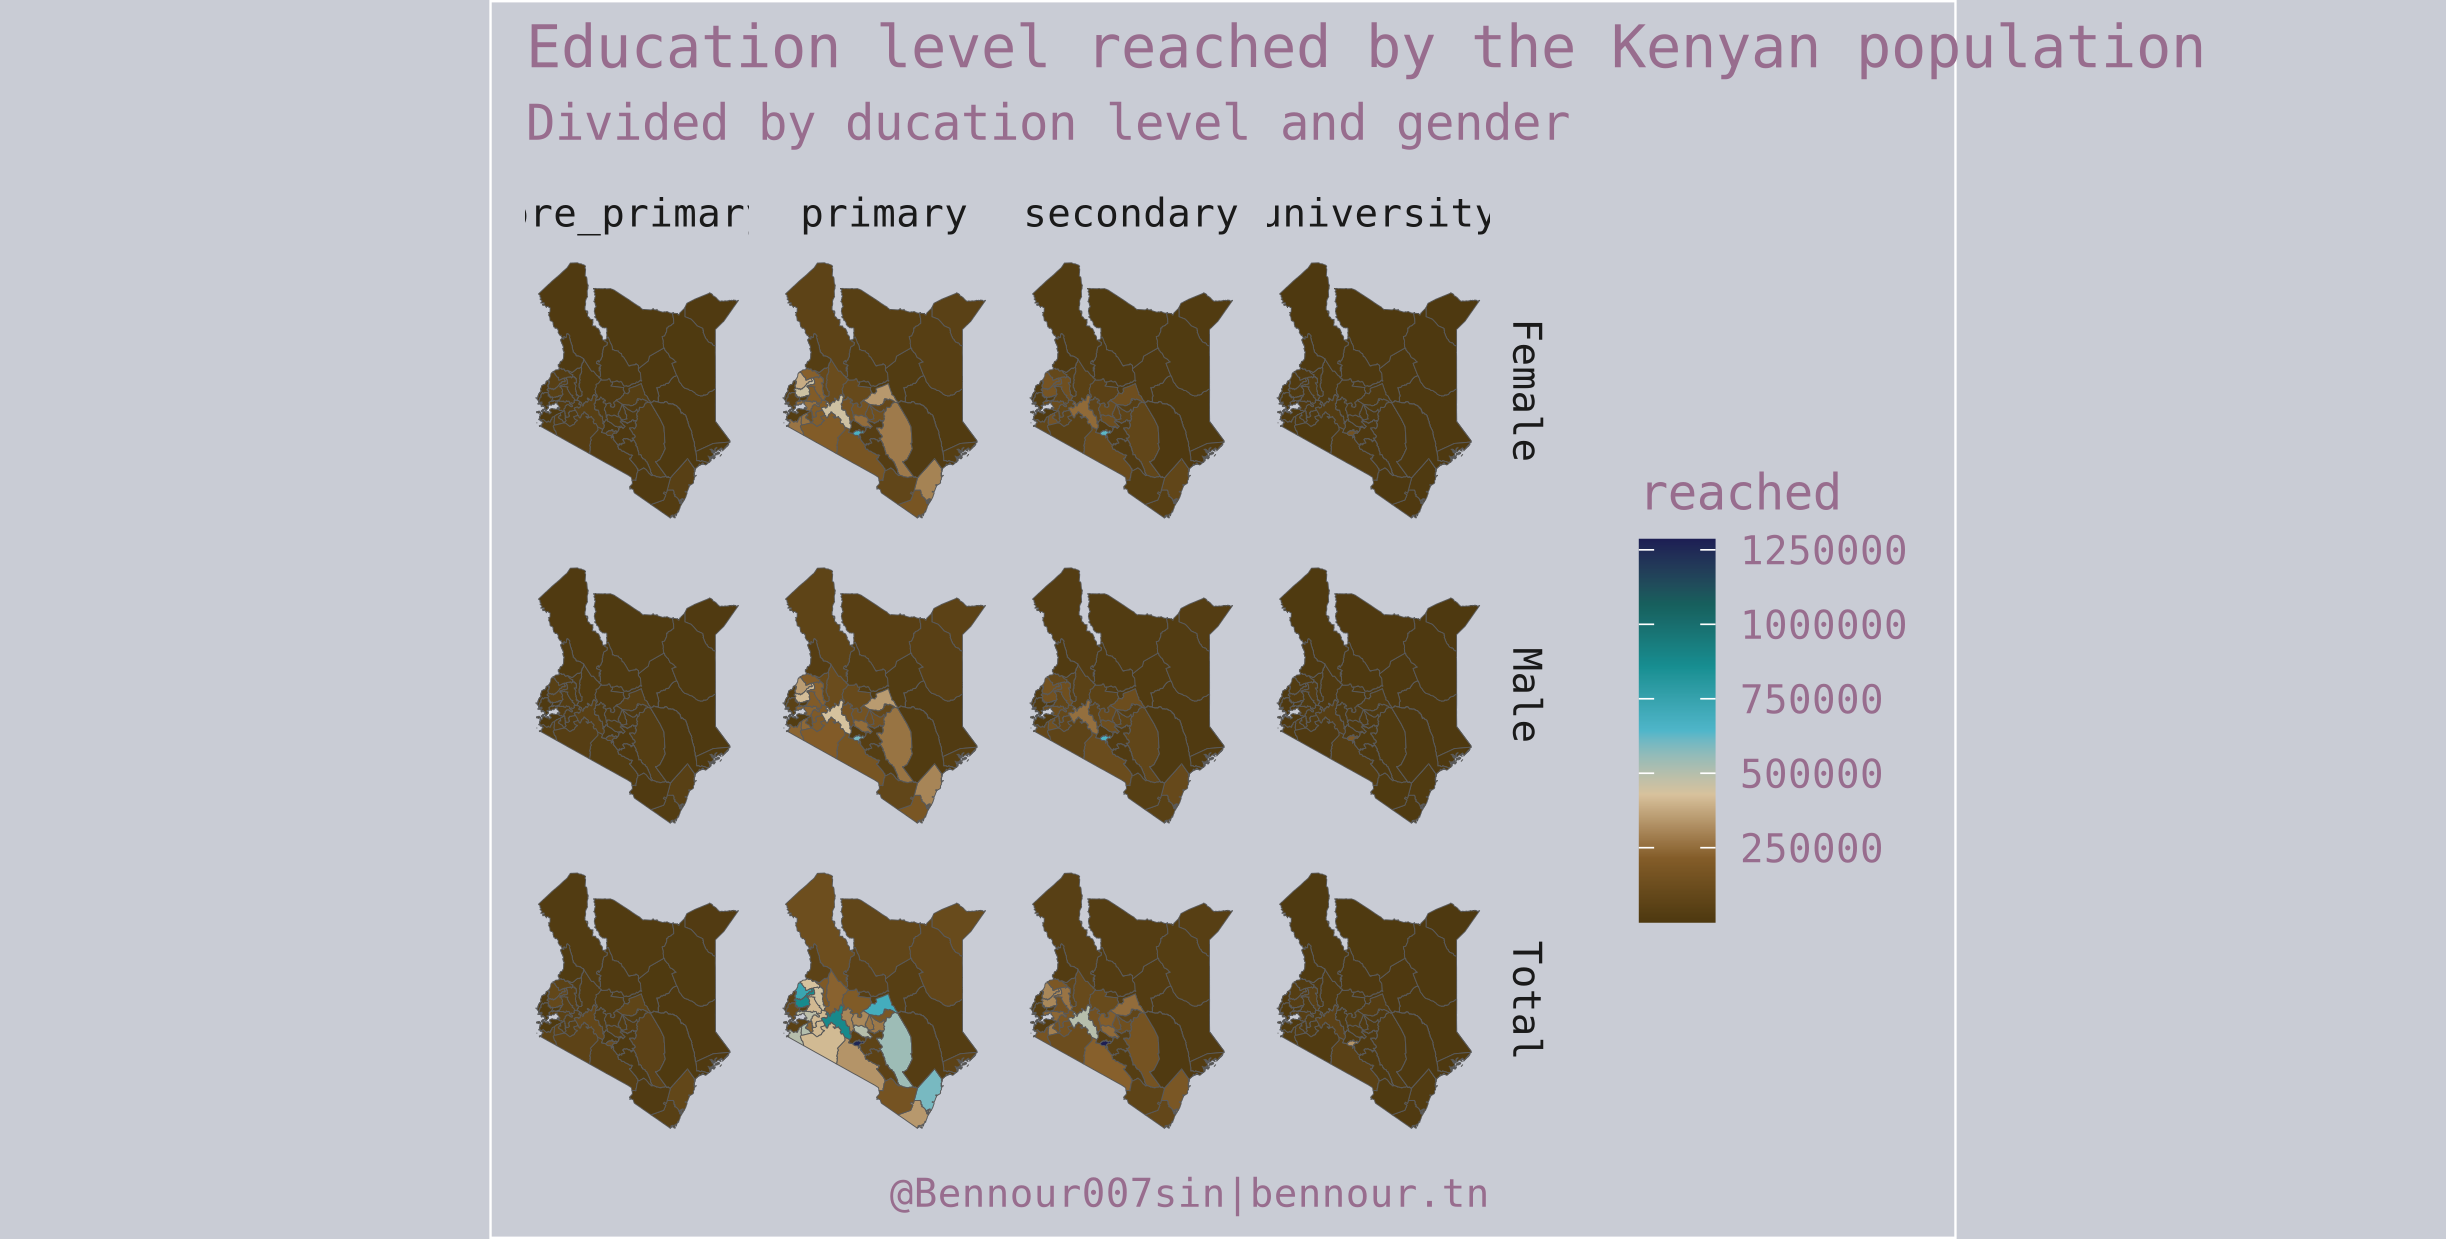 Education level reached by the Kenyan population
Divided by ducation level and gender
re_primary primary secondary university
Female
Male
Total
reached
1250000
1000000
750000
500000
250000
@Bennour007sin|bennour.tn